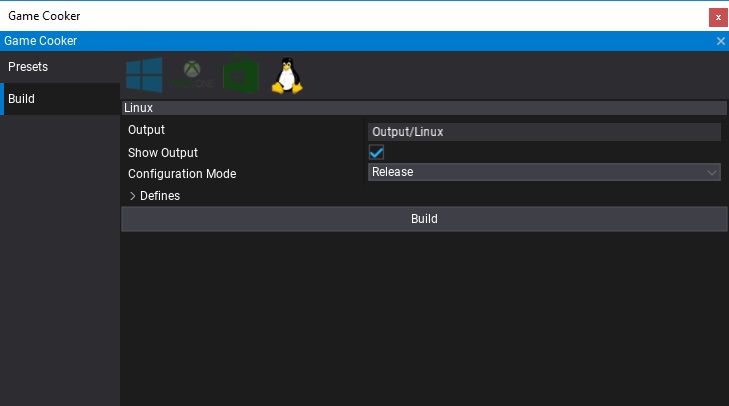 Game Cooker
Game Cooker
Presets
Build
Linux
Output
Output/Linux
Show Output
Configuration Mode
Release
Defines
Build